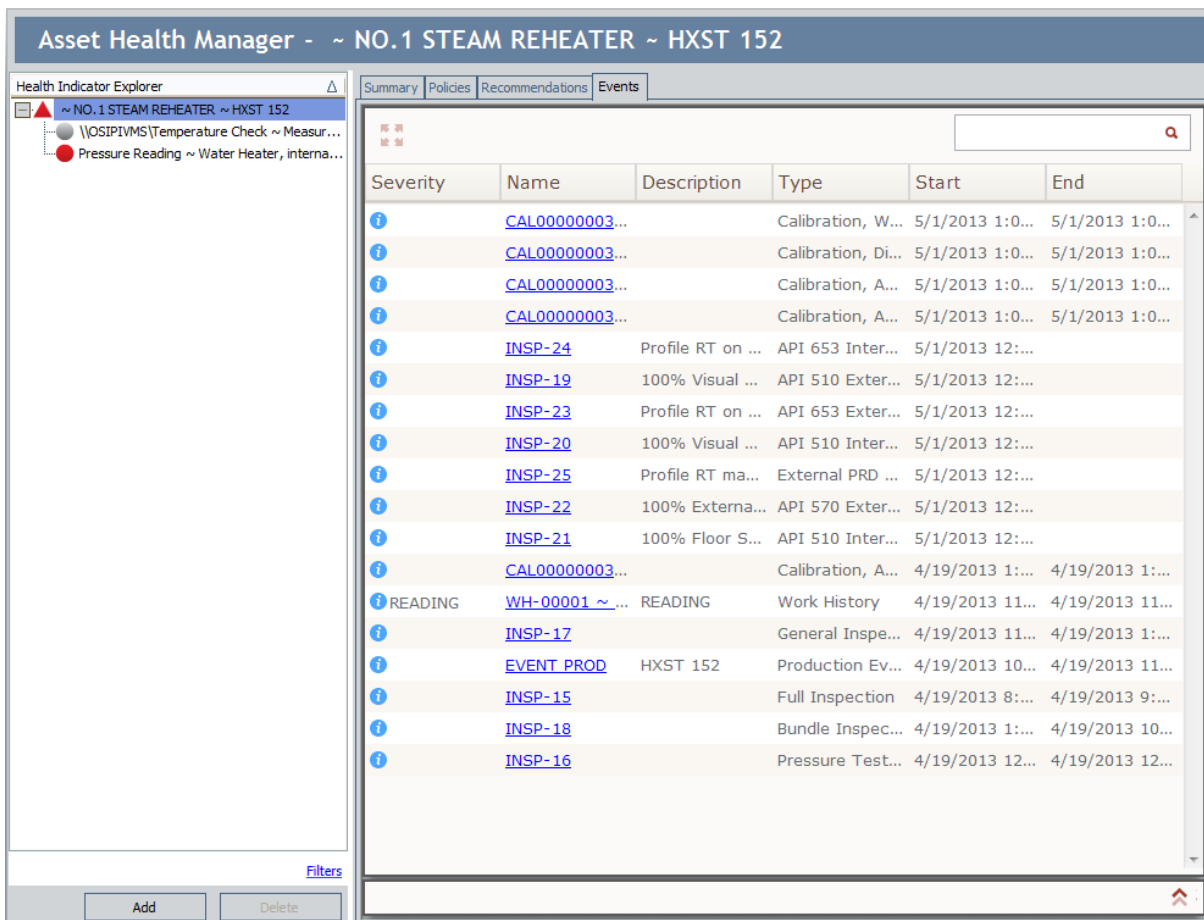 Asset Health Manager - ~ NO.1 STEAM REHEATER ~ HXST 152
Health Indicator Explorer
~ NO.1 STEAM REHEATER ~ HXST 152
\\OSIPIVMS\Temperature Check ~ Measur...
Pressure Reading ~ Water Heater, interna...
Filters
Add Delete
Summary Policies Recommendations Events
Severity Name Description Type Start End
CAL00000003... Calibration, W... 5/1/2013 1:0... 5/1/2013 1:0...
CAL00000003... Calibration, Di... 5/1/2013 1:0... 5/1/2013 1:0...
CAL00000003... Calibration, A... 5/1/2013 1:0... 5/1/2013 1:0...
CAL00000003... Calibration, A... 5/1/2013 1:0... 5/1/2013 1:0...
INSP-24 Profile RT on ... API 653 Inter... 5/1/2013 12:...
INSP-19 100% Visual ... API 510 Exter... 5/1/2013 12:...
INSP-23 Profile RT on ... API 653 Exter... 5/1/2013 12:...
INSP-20 100% Visual ... API 510 Inter... 5/1/2013 12:...
INSP-25 Profile RT ma... External PRD ... 5/1/2013 12:...
INSP-22 100% Externa... API 570 Exter... 5/1/2013 12:...
INSP-21 100% Floor S... API 510 Inter... 5/1/2013 12:...
CAL00000003... Calibration, A... 4/19/2013 1:... 4/19/2013 1:...
READING WH-00001 ~ ... READING Work History 4/19/2013 11... 4/19/2013 11...
INSP-17 General Inspe... 4/19/2013 11... 4/19/2013 1:...
EVENT PROD HXST 152 Production Ev... 4/19/2013 10... 4/19/2013 11...
INSP-15 Full Inspection 4/19/2013 8:... 4/19/2013 9:...
INSP-18 Bundle Inspec... 4/19/2013 1:... 4/19/2013 10...
INSP-16 Pressure Test... 4/19/2013 12... 4/19/2013 12...